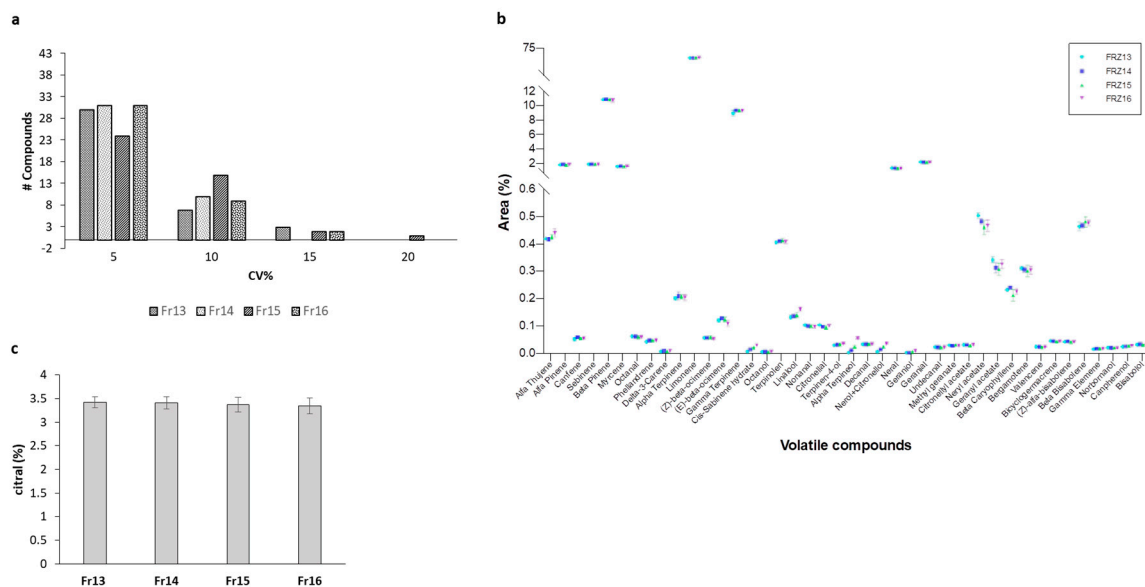 a
43
38
33
28
23
18
13
8
3
-2
# Compounds
5
10
15
20
CV%
Fr13
Fr14
Fr15
Fr16
b
75
12
10
8
6
4
2
0.6
0.5
0.4
0.3
0.2
0.1
0.0
Area (%)
FRZ13
FRZ14
FRZ15
FRZ16
Alfa Thujene
Alfa Pinene
Canfene
Sabinene
Beta Pinene
Myrcene
Octanal
Phellandrene
Delta-3-Carene
Alpha Terpinene
Limonene
(Z)-beta-ocimene
(E)-beta-ocimene
Gamma Terpinene
Cis-Sabinene hydrate
Octanol
Terpinolen
Linalool
Nonanal
Citronellal
Terpinen-4-ol
Alpha Terpineol
Decanal
Nerol+Citronellol
Neral
Geraniol
Geranial
Undecanal
Methyl geranate
Citronellyl acetate
Neryl acetate
Geranyl acetate
Beta Caryophyllene
Bergamotene
Valencene
Bicyclogermacrene
(Z)-alfa-bisabolene
Beta Bisabolene
Gamma Elemene
Norbornanol
Campherenol
Bisabolol
Volatile compounds
c
4
3.5
3
2.5
2
1.5
1
0.5
0
citral (%)
Fr13
Fr14
Fr15
Fr16